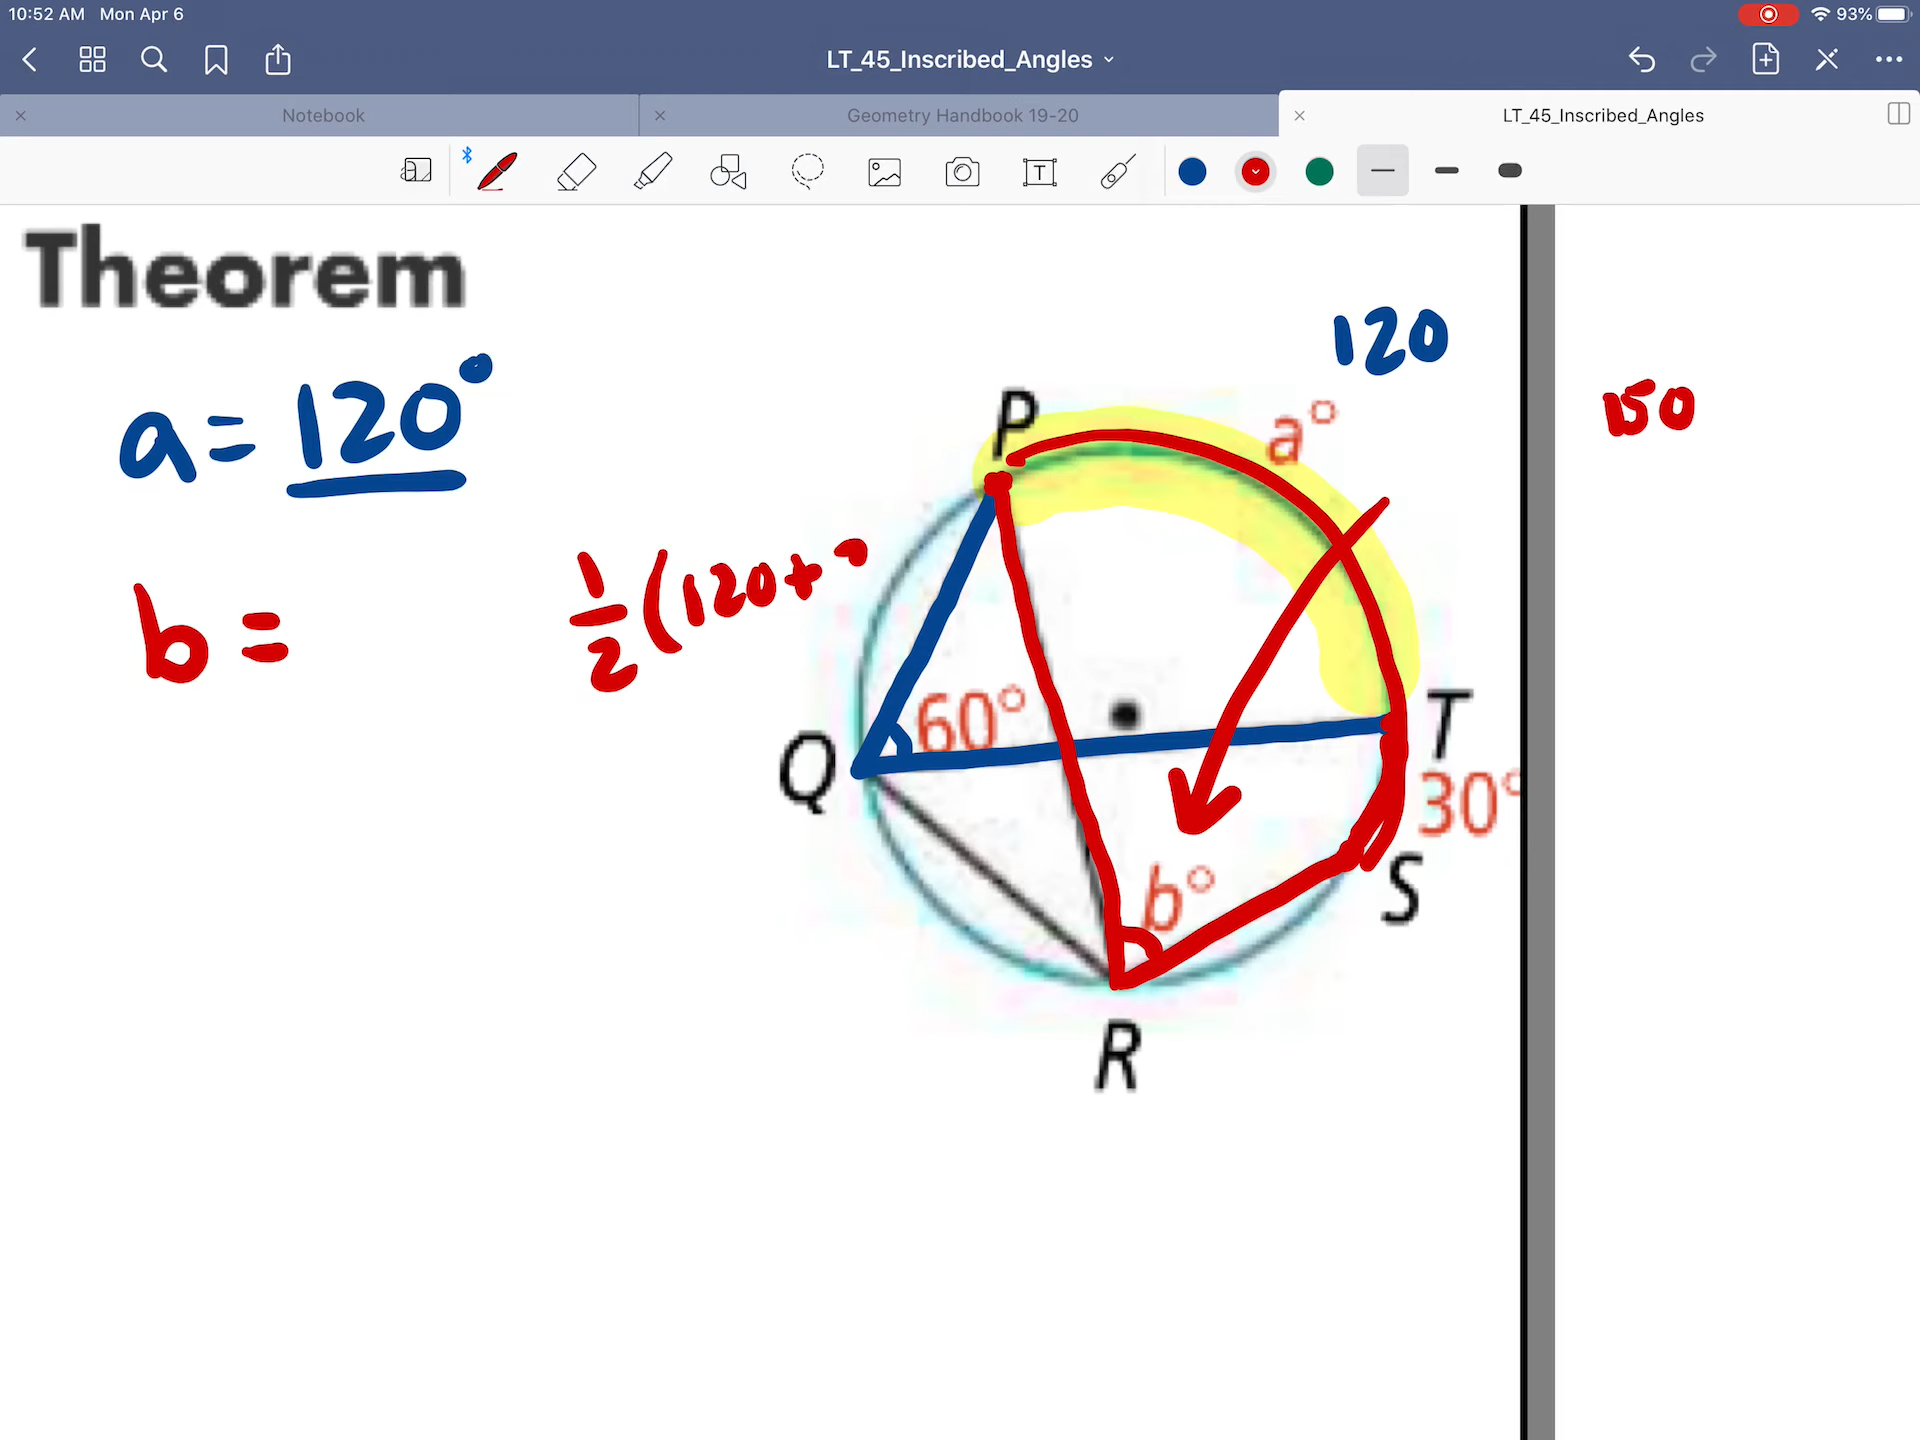 10:52 AM Mon Apr 6
93%
LT_45_Inscribed_Angles
Notebook
Geometry Handbook 19-20
LT_45_Inscribed_Angles
T
Theorem
120
a = 120°
P
a°
150
b =
1/2 (120+
60°
Q
T
30°
S
b°
R